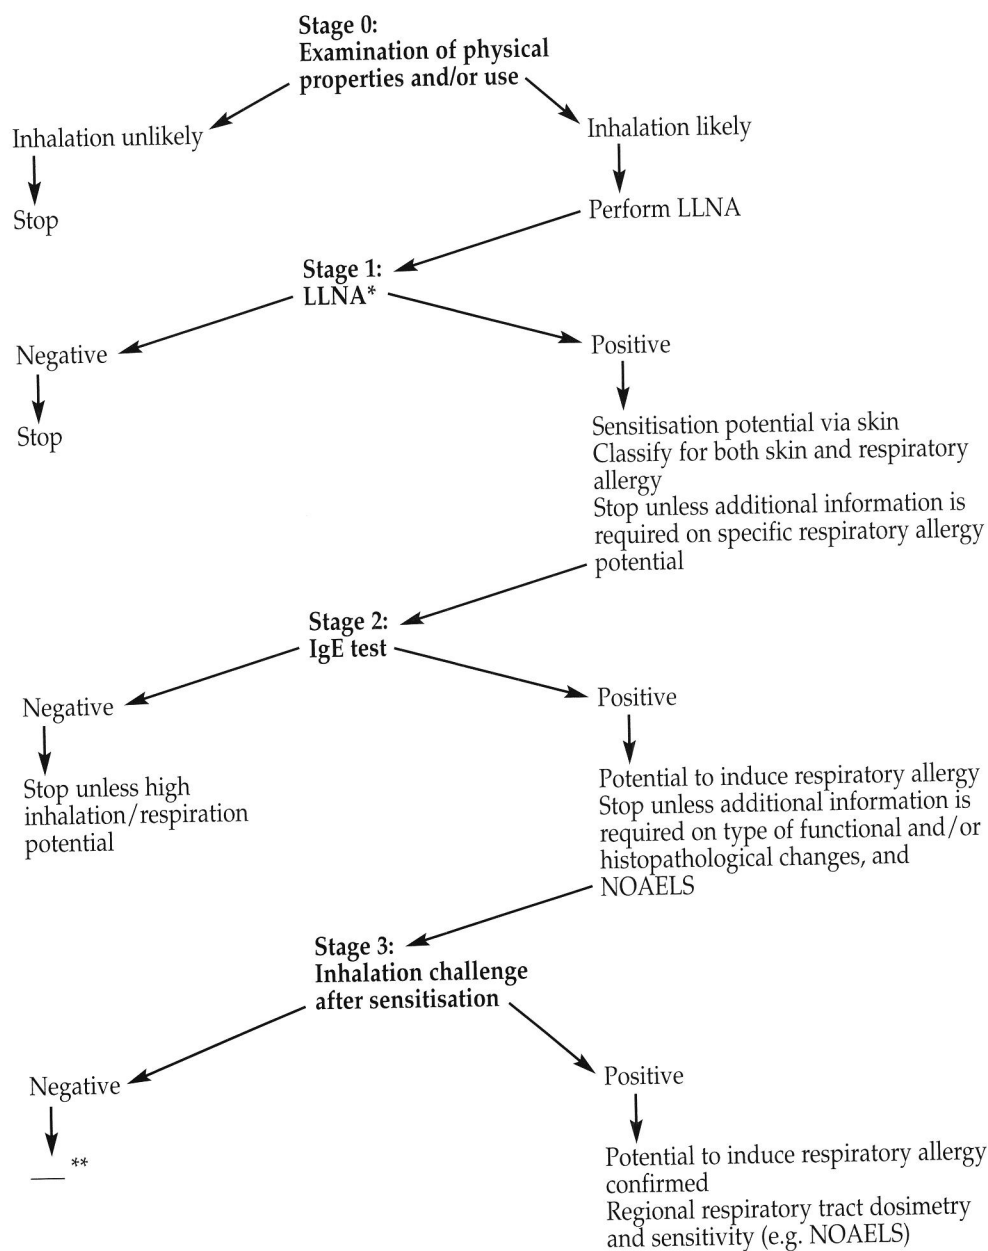 Stage 0:
Examination of physical
properties and/or use
Inhalation unlikely
Inhalation likely
Stop
Perform LLNA
Stage 1:
LLNA*
Negative
Positive
Stop
Sensitisation potential via skin
Classify for both skin and respiratory
allergy
Stop unless additional information is
required on specific respiratory allergy
potential
Stage 2:
IgE test
Negative
Positive
Stop unless high
inhalation/respiration
potential
Potential to induce respiratory allergy
Stop unless additional information is
required on type of functional and/or
histopathological changes, and
NOAELS
Stage 3:
Inhalation challenge
after sensitisation
Negative
Positive
__ **
Potential to induce respiratory allergy
confirmed
Regional respiratory tract dosimetry
and sensitivity (e.g. NOAELS)